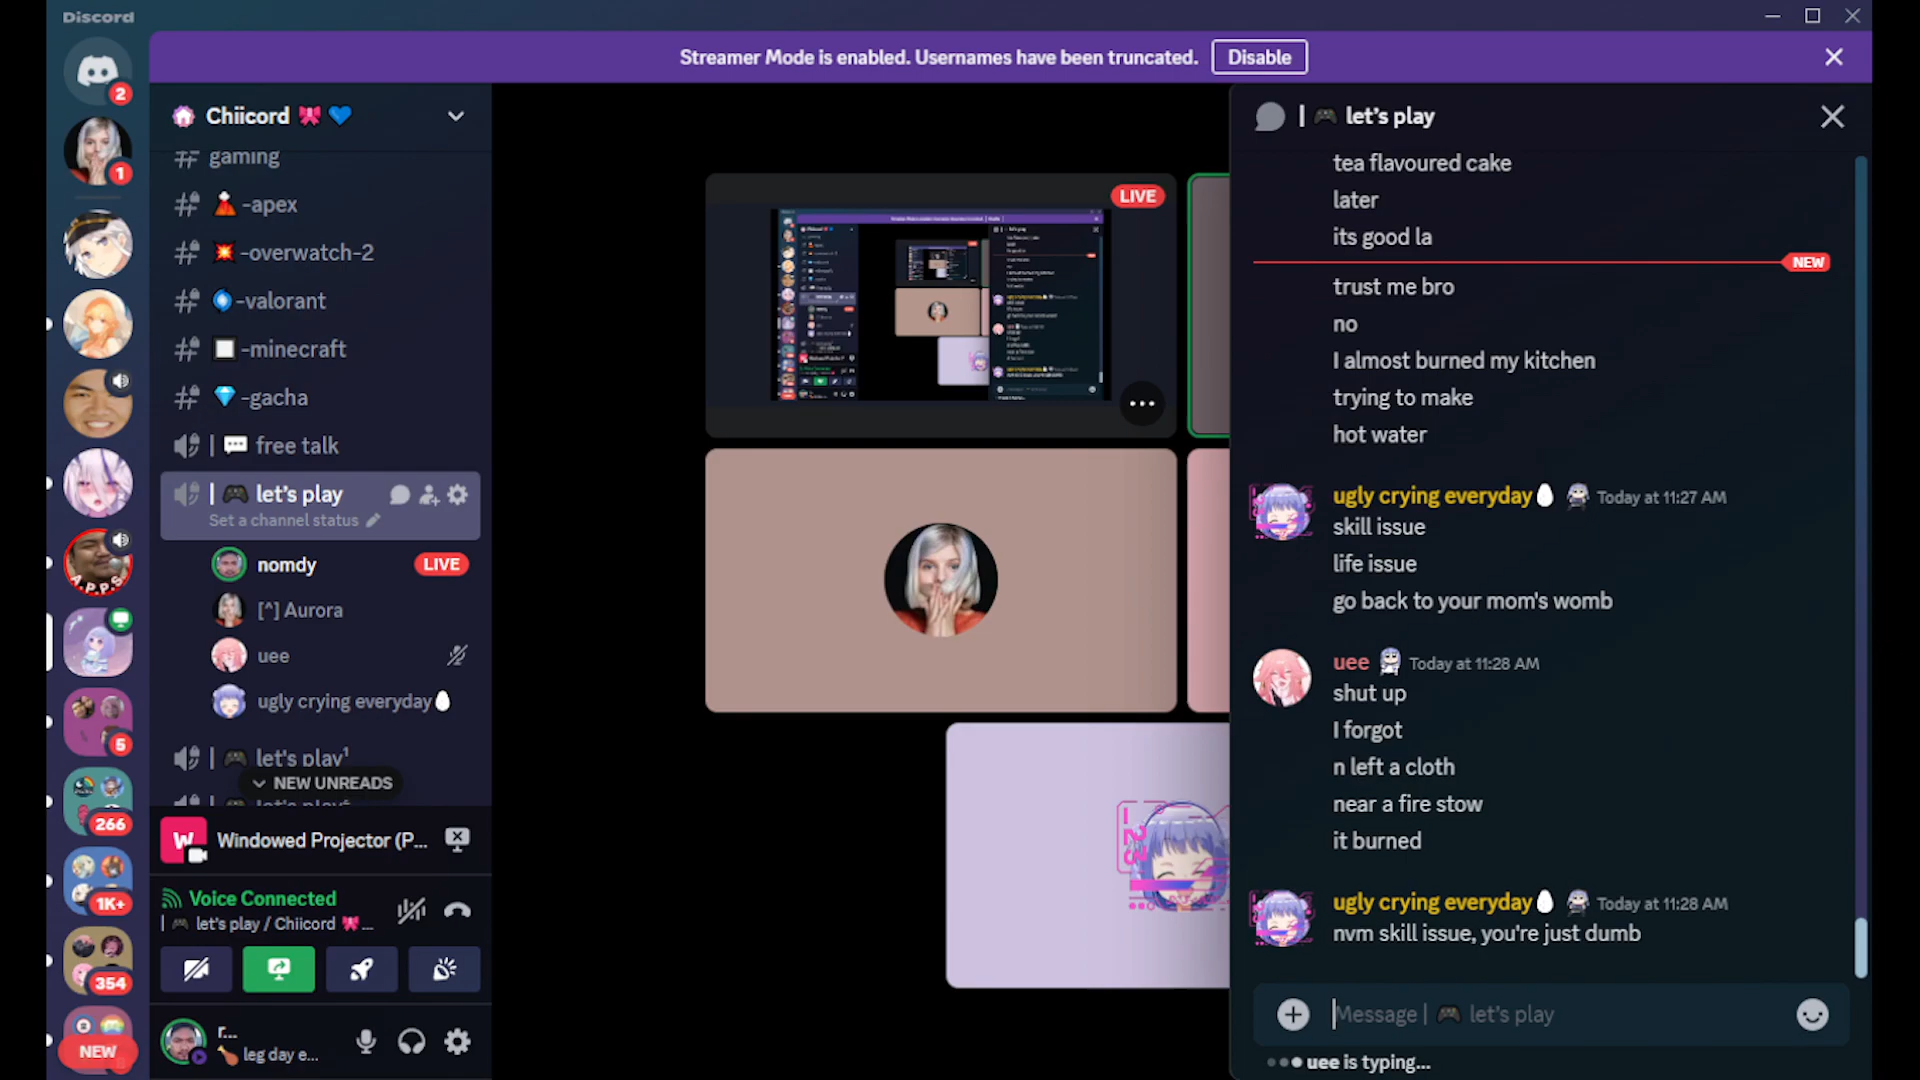 Discord
Streamer Mode is enabled. Usernames have been truncated.
Disable
2
1
5
266
1K+
354
NEW
A.P.P.S
Chiicord
gaming
-apex
-overwatch-2
-valorant
-minecraft
-gacha
| free talk
| let's play
Set a channel status
nomdy
LIVE
[^] Aurora
uee
ugly crying everyday
| let's play¹
NEW UNREADS
W
Windowed Projector (P...
Voice Connected
| let's play / Chiicord ...
r...
leg day e...
LIVE
| let's play
tea flavoured cake
later
its good la
NEW
trust me bro
no
I almost burned my kitchen
trying to make
hot water
ugly crying everyday Today at 11:27 AM
skill issue
life issue
go back to your mom's womb
uee Today at 11:28 AM
shut up
I forgot
n left a cloth
near a fire stow
it burned
ugly crying everyday Today at 11:28 AM
nvm skill issue, you're just dumb
Message | let's play
uee is typing...